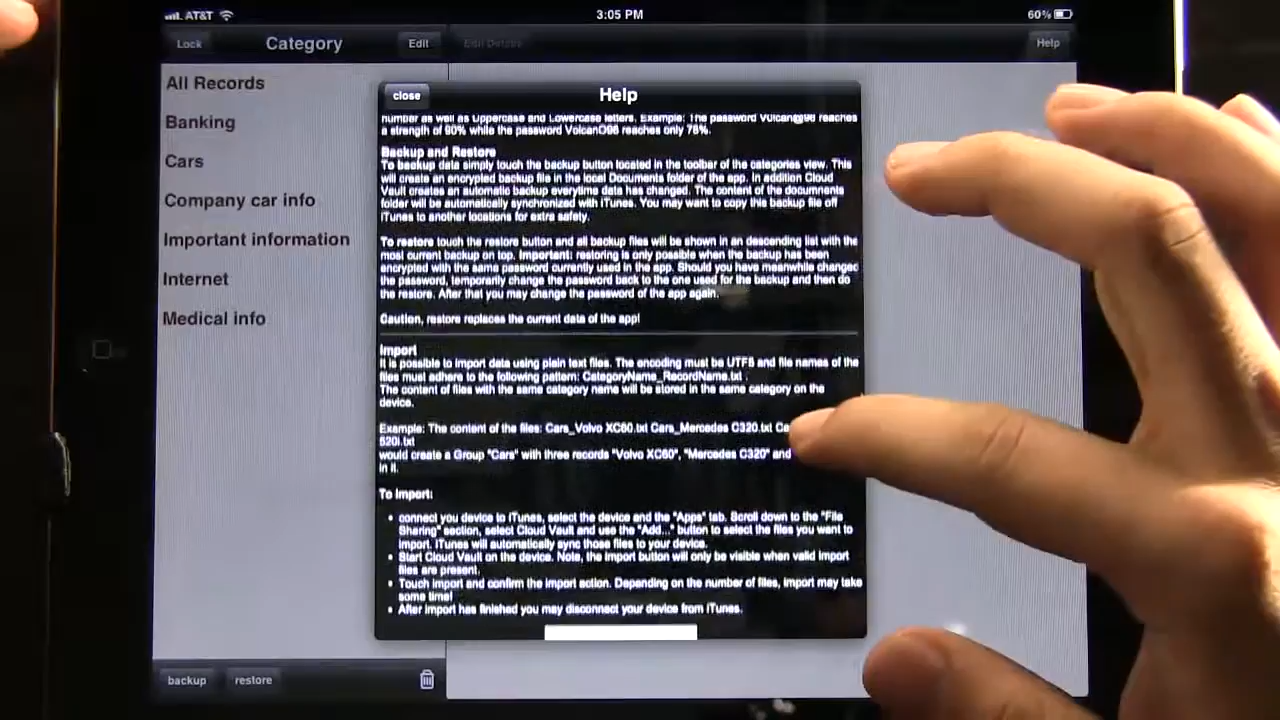 AT&T 3:05 PM 60%
Lock Category Edit Edit Details Help
All Records
Banking
Cars
Company car info
Important information
Internet
Medical info
backup restore
close Help
number as well as Uppercase and Lowercase letters. Example: The password Volcan@96 reaches
a strength of 90% while the password VolcanO96 reaches only 78%.
Backup and Restore
To backup data simply touch the backup button located in the toolbar of the categories view. This
will create an encrypted backup file in the local Documents folder of the app. In addition Cloud
Vault creates an automatic backup everytime data has changed. The content of the documnents
folder will be automatically synchronized with iTunes. You may want to copy this backup file off
iTunes to another locations for extra safety.
To restore touch the restore button and all backup files will be shown in an descending list with the
most current backup on top. Important: restoring is only possible when the backup has been
encrypted with the same password currently used in the app. Should you have meanwhile changed
the password, temporarily change the password back to the one used for the backup and then do
the restore. After that you may change the password of the app again.
Caution, restore replaces the current data of the app!
Import
It is possible to import data using plain text files. The encoding must be UTF8 and file names of the
files must adhere to the following pattern: CategoryName_RecordName.txt .
The content of files with the same category name will be stored in the same category on the
device.
Example: The content of the files: Cars_Volvo XC60.txt Cars_Mercedes C320.txt
520i.txt
would create a Group "Cars" with three records "Volvo XC60", "Mercedes C320" and
in it.
To Import:
• connect you device to iTunes, select the device and the "Apps" tab. Scroll down to the "File
Sharing" section, select Cloud Vault and use the "Add..." button to select the files you want to
import. iTunes will automatically sync those files to your device.
• Start Cloud Vault on the device. Note, the import button will only be visible when valid import
files are present.
• Touch import and confirm the import action. Depending on the number of files, import may take
some time!
• After import has finished you may disconnect your device from iTunes.